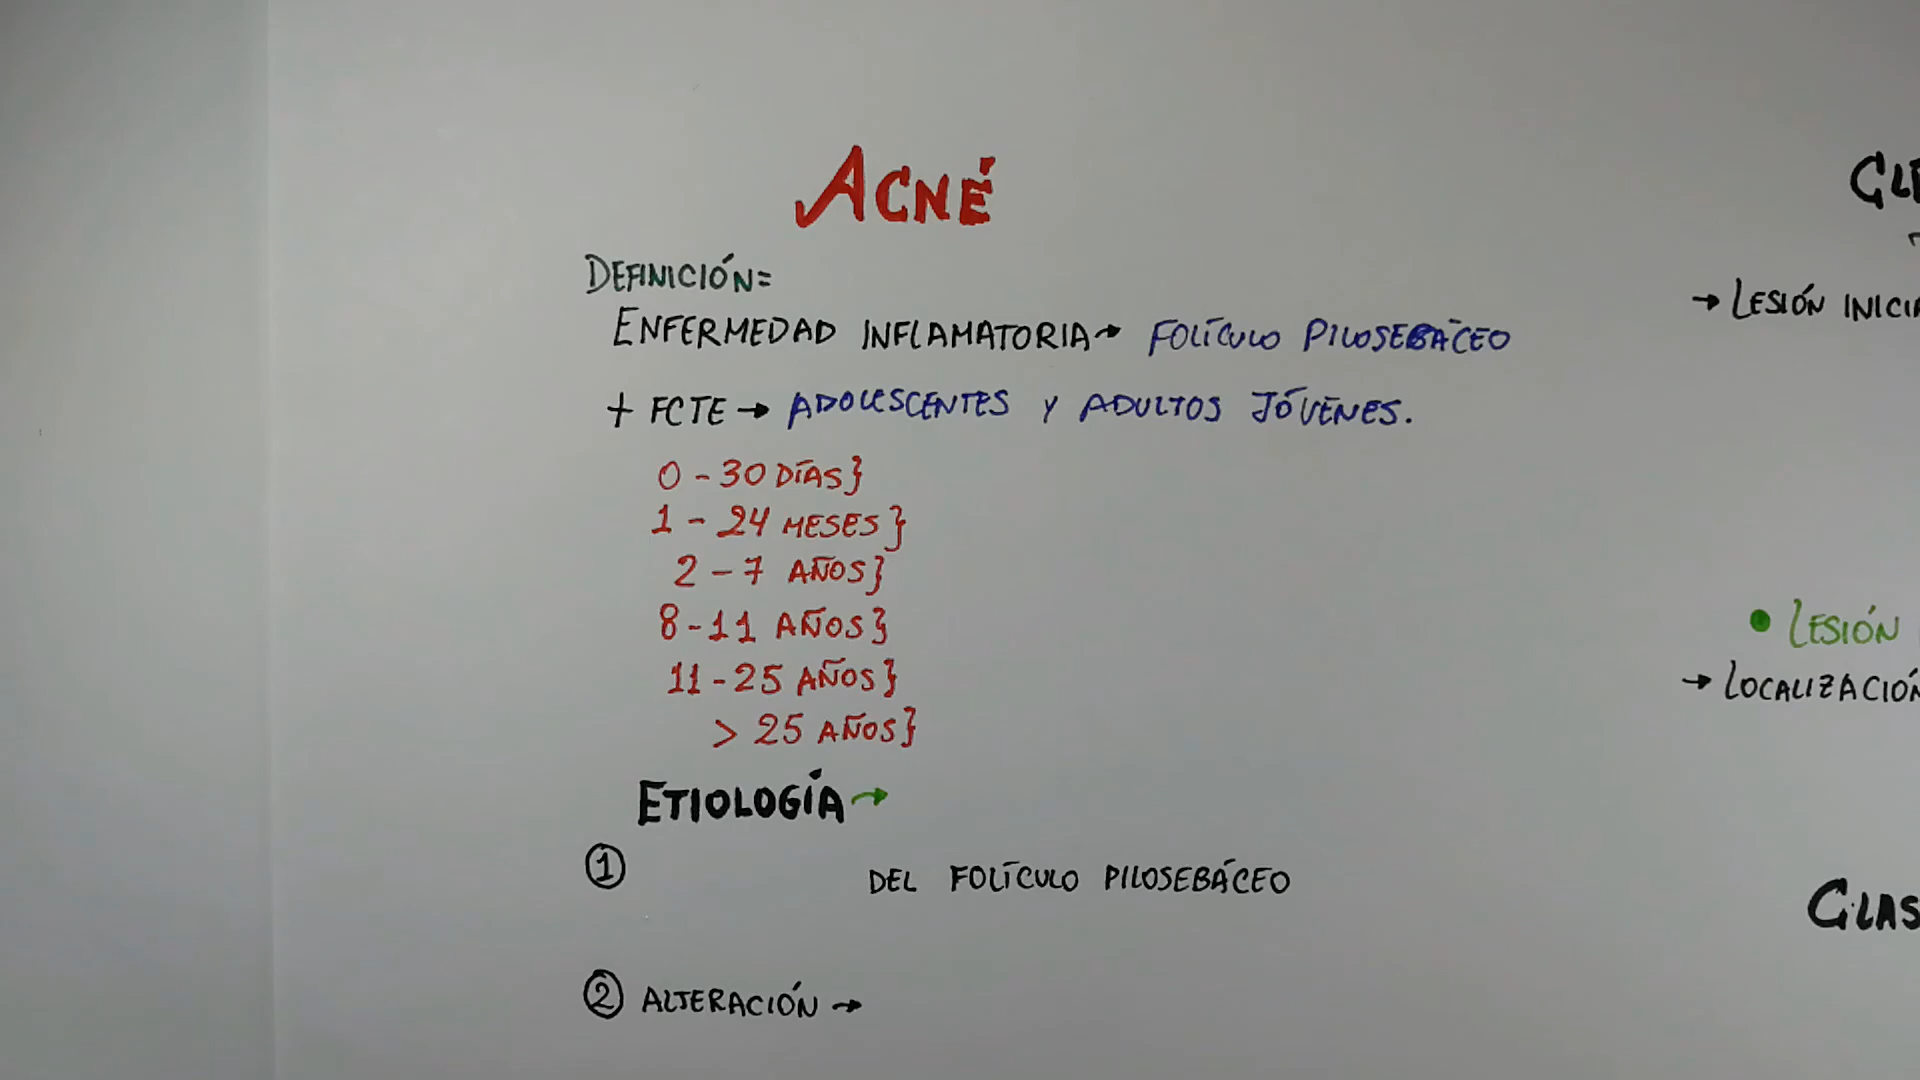 ACNÉ
DEFINICIÓN=
ENFERMEDAD INFLAMATORIA→ FOLÍCULO PILOSEBÁCEO
+ FCTE → ADOLESCENTES Y ADULTOS JÓVENES.
0 - 30 DÍAS}
1 - 24 MESES}
2 - 7 AÑOS}
8 - 11 AÑOS}
11 - 25 AÑOS}
> 25 AÑOS}
ETIOLOGÍA→
① DEL FOLÍCULO PILOSEBÁCEO
② ALTERACIÓN →
→ LESIÓN
• LESIÓN
→ LOCALIZACIÓN